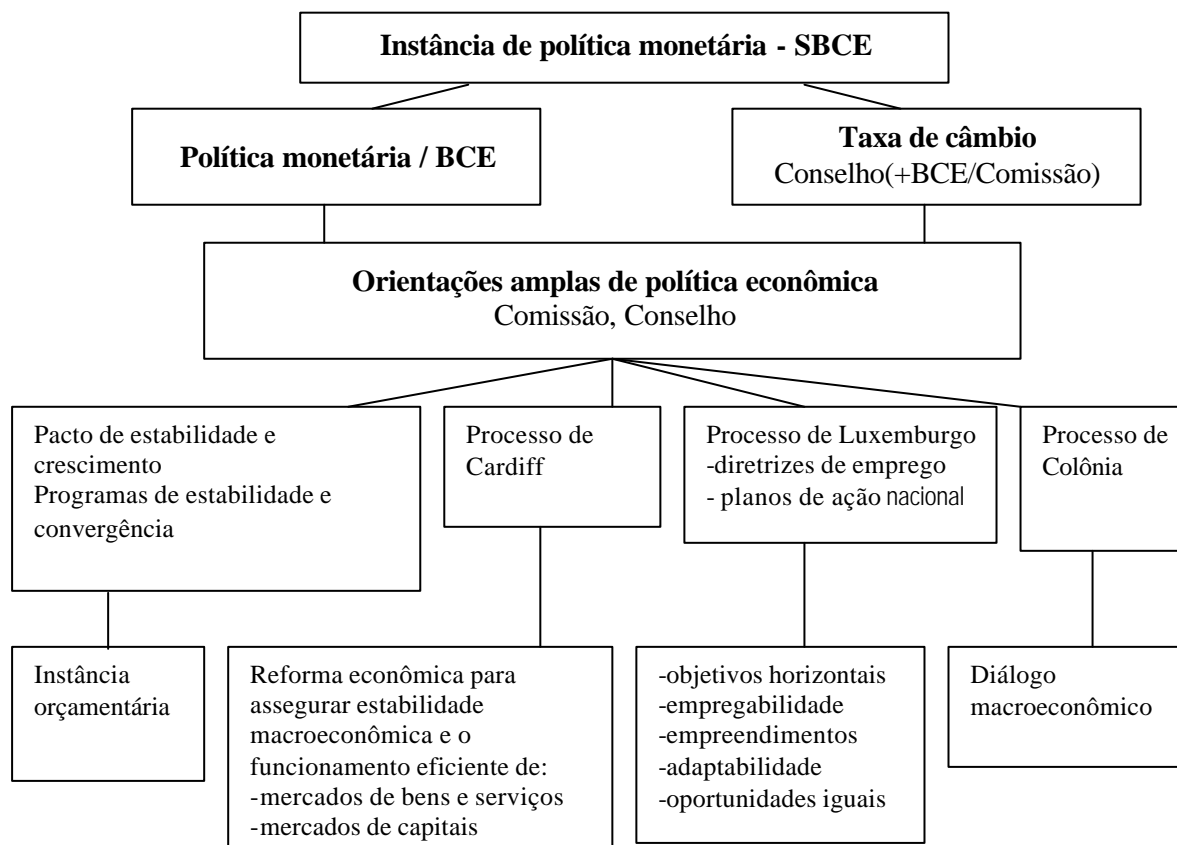 Instância de política monetária - SBCE
Política monetária / BCE
Taxa de câmbio
Conselho(+BCE/Comissão)
Orientações amplas de política econômica
Comissão, Conselho
Pacto de estabilidade e
crescimento
Programas de estabilidade e
convergência
Processo de
Cardiff
Processo de Luxemburgo
-diretrizes de emprego
- planos de ação nacional
Processo de
Colônia
Instância
orçamentária
Reforma econômica para
assegurar estabilidade
macroeconômica e o
funcionamento eficiente de:
-mercados de bens e serviços
-mercados de capitais
-objetivos horizontais
-empregabilidade
-empreendimentos
-adaptabilidade
-oportunidades iguais
Diálogo
macroeconômico